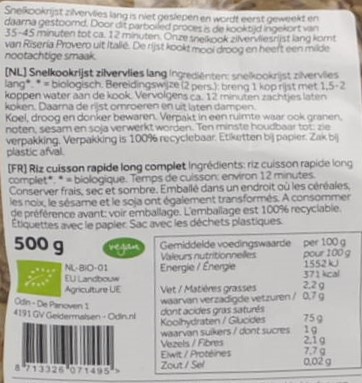 Snelkookrijst zilvervlies lang is niet geslepen en wordt eerst geweekt en
daarna gestoomd. Door dit parboiled proces is de kooktijd ingekort van
35-45 minuten tot ca. 12 minuten. Onze snelkook zilvervliesrijst lang komt
van Riseria Provero uit Italië. De rijst kookt mooi droog en heeft een milde
nootachtige smaak.
[NL] Snelkookrijst zilvervlies lang Ingrediënten: snelkookrijst zilvervlies
lang*. * = biologisch. Bereidingswijze (2 pers.): breng 1 kop rijst met 1,5-2
koppen water aan de kook. Vervolgens ca. 12 minuten zachtjes laten
koken. Daarna de rijst omroeren en uit laten dampen.
Koel, droog en donker bewaren. Verpakt in een ruimte waar ook granen,
noten, sesam en soja verwerkt worden. Ten minste houdbaar tot: zie
verpakking. Verpakking is 100% recyclebaar. Etiketten bij papier. Zak bij
plastic afval.
[FR] Riz cuisson rapide long complet Ingrédients: riz cuisson rapide long
complet*. * = biologique. Temps de cuisson: environ 12 minutes.
Conserver frais, sec et sombre. Emballé dans un endroit où les céréales,
les noix, le sésame et le soja ont également transformés. A consommer
de préférence avant: voir emballage. L'emballage est 100% recyclable.
Étiquettes avec le papier. Sac avec les déchets plastiques.
500 g
vegan
NL-BIO-01
EU Landbouw
Agriculture UE
Odin - De Panoven 1
4191 GV Geldermalsen - Odin.nl
8 713326 071495 >
Gemiddelde voedingswaarde per 100 g
Valeurs nutritionnelles pour 100 g
Energie / Énergie 1552 kJ
371 kcal
Vet / Matières grasses 2,2 g
waarvan verzadigde vetzuren / 0,7 g
dont acides gras saturés
Koolhydraten / Glucides 75 g
waarvan suikers / dont sucres 1 g
Vezels / Fibres 2,1 g
Eiwit / Protéines 7,7 g
Zout / Sel 0,02 g